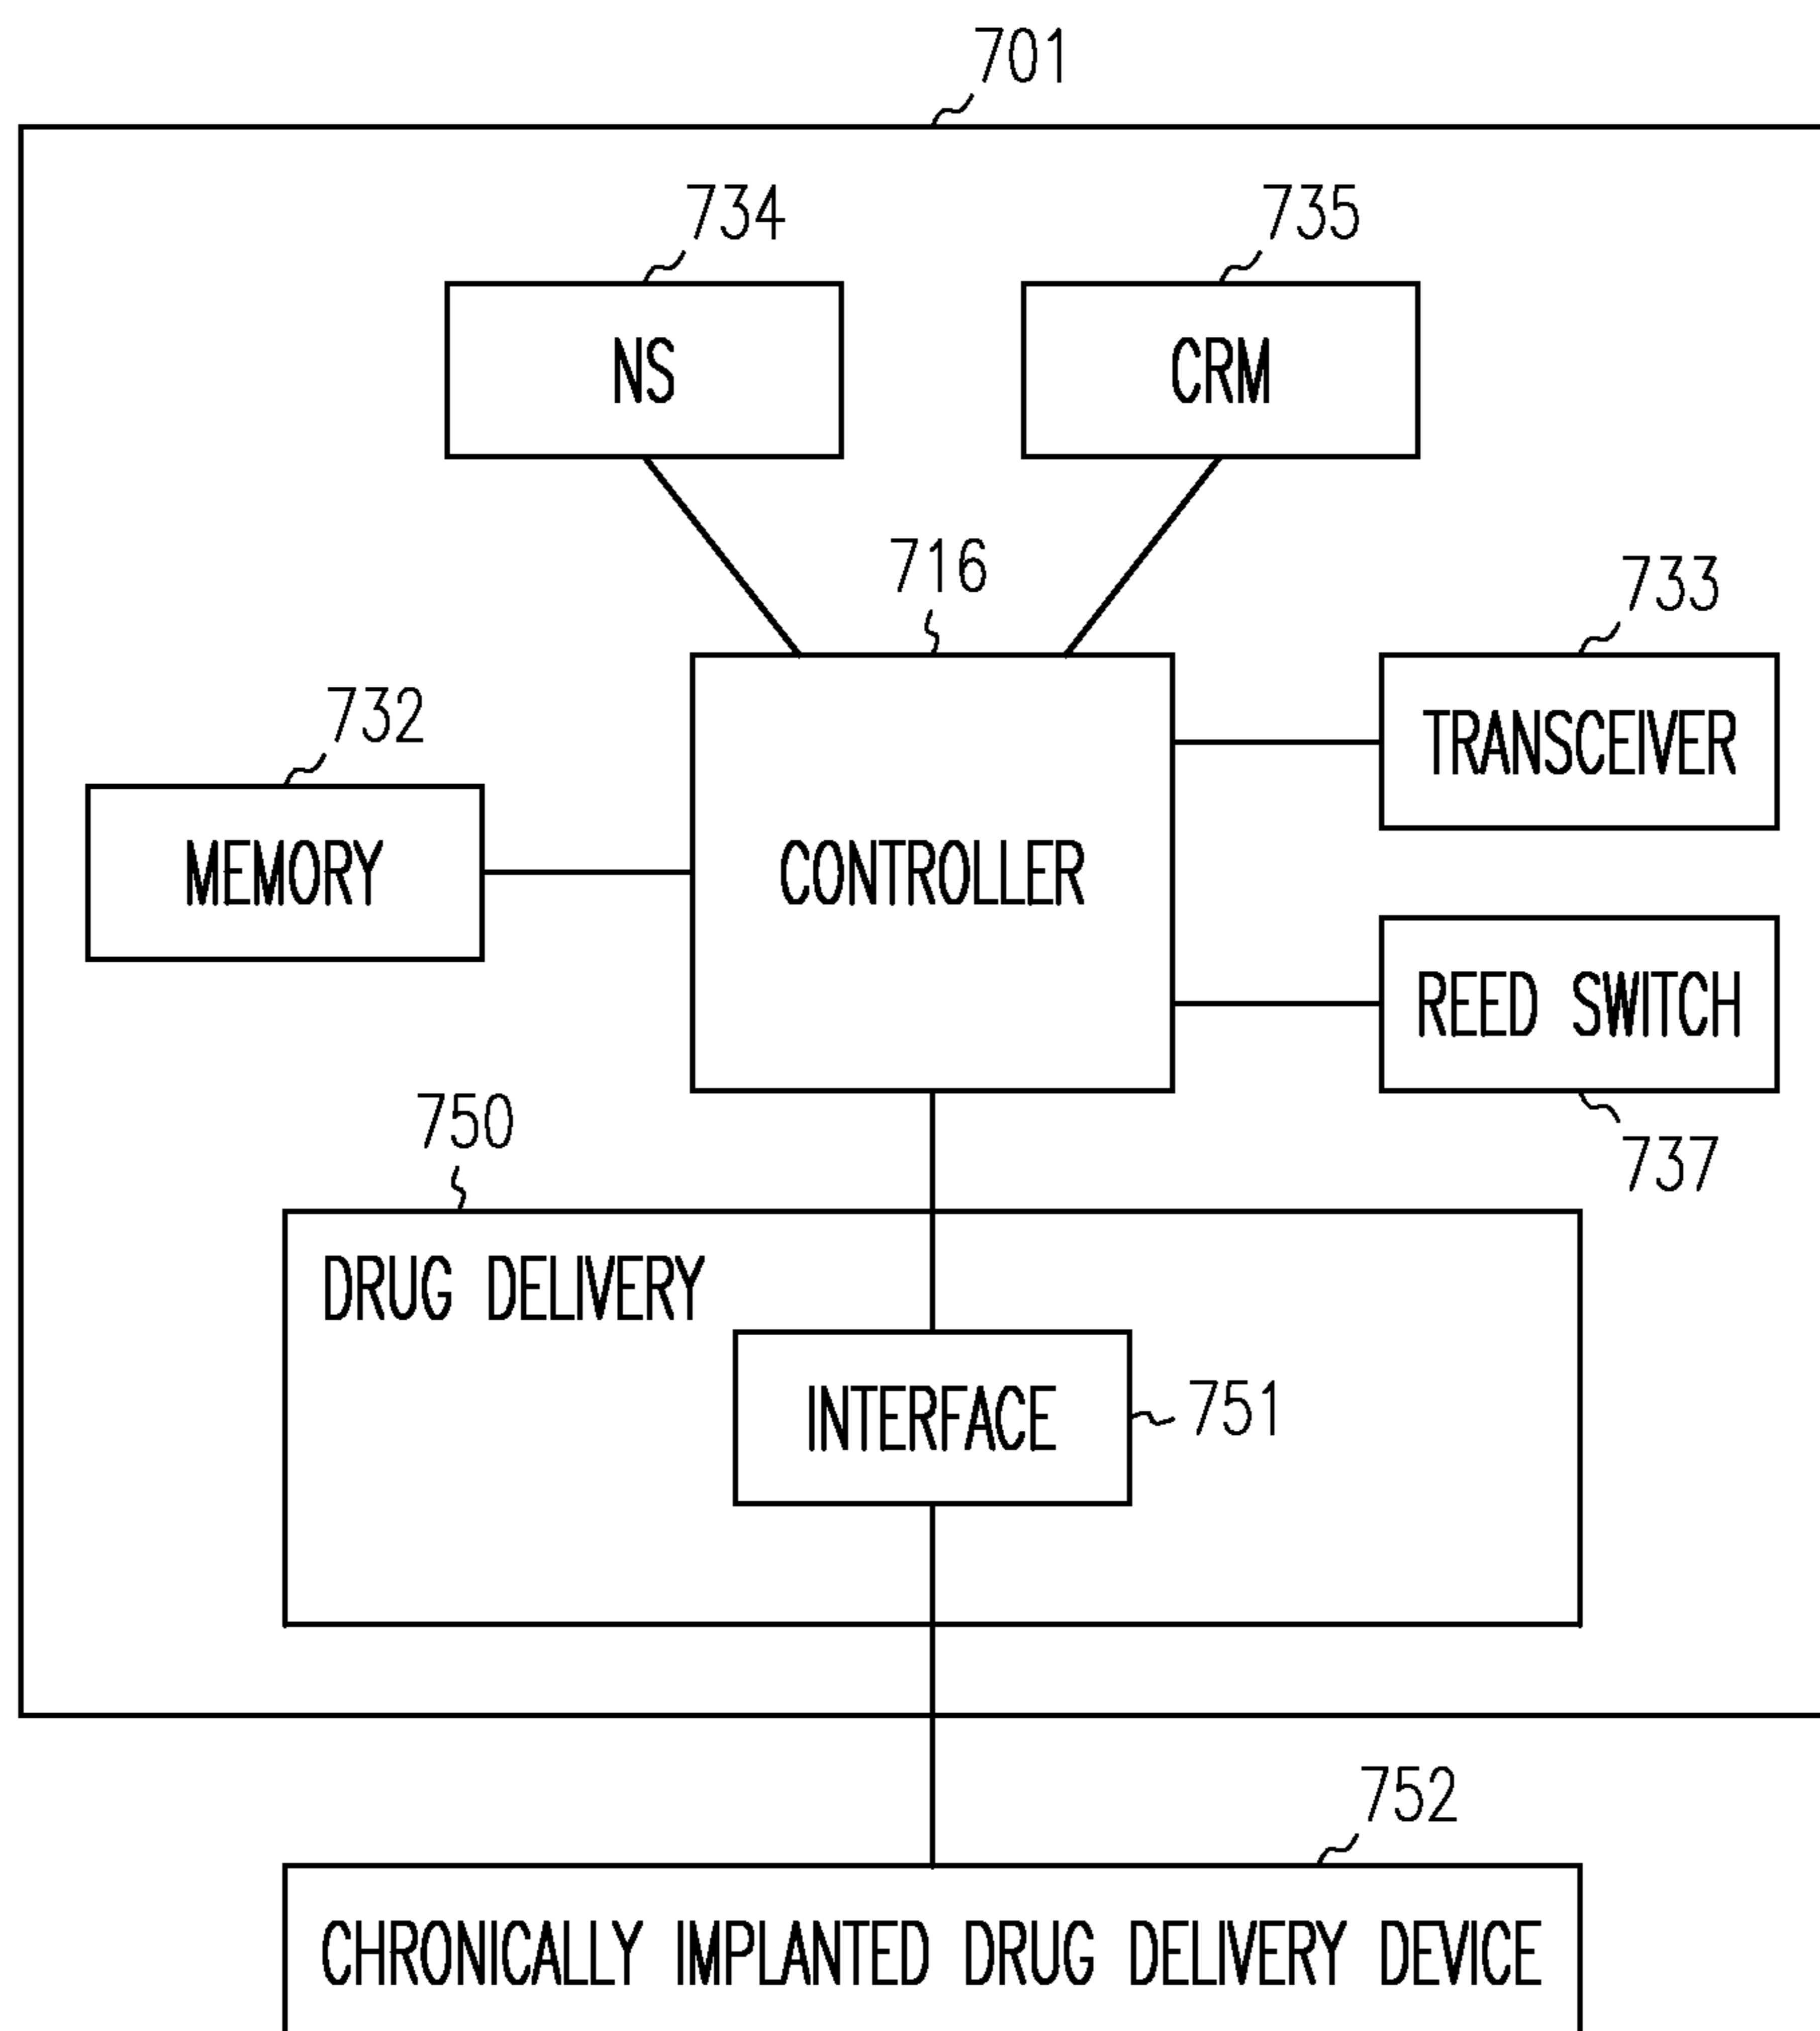 701
734
735
NS
CRM
716
733
732
TRANSCEIVER
MEMORY
CONTROLLER
REED SWITCH
750
737
DRUG DELIVERY
INTERFACE
751
752
CHRONICALLY IMPLANTED DRUG DELIVERY DEVICE